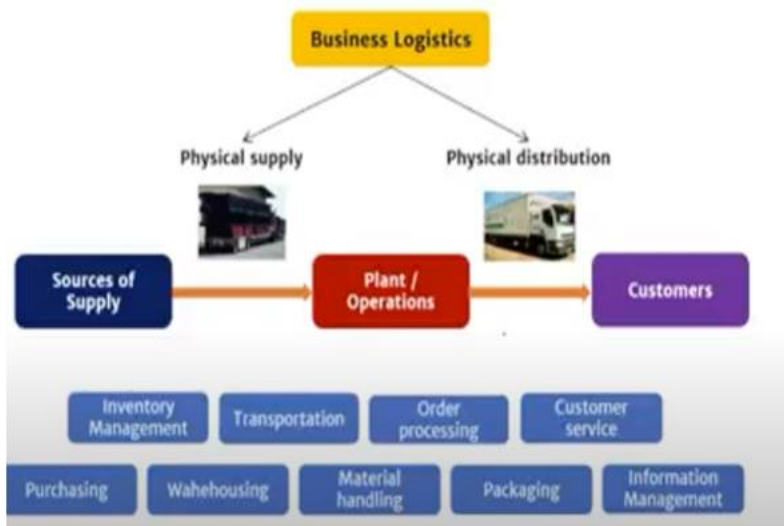 Business Logistics
Physical supply
Physical distribution
Sources of
Supply
Plant /
Operations
Customers
Inventory
Management
Transportation
Order
processing
Customer
service
Purchasing
Wahehousing
Material
handling
Packaging
Information
Management